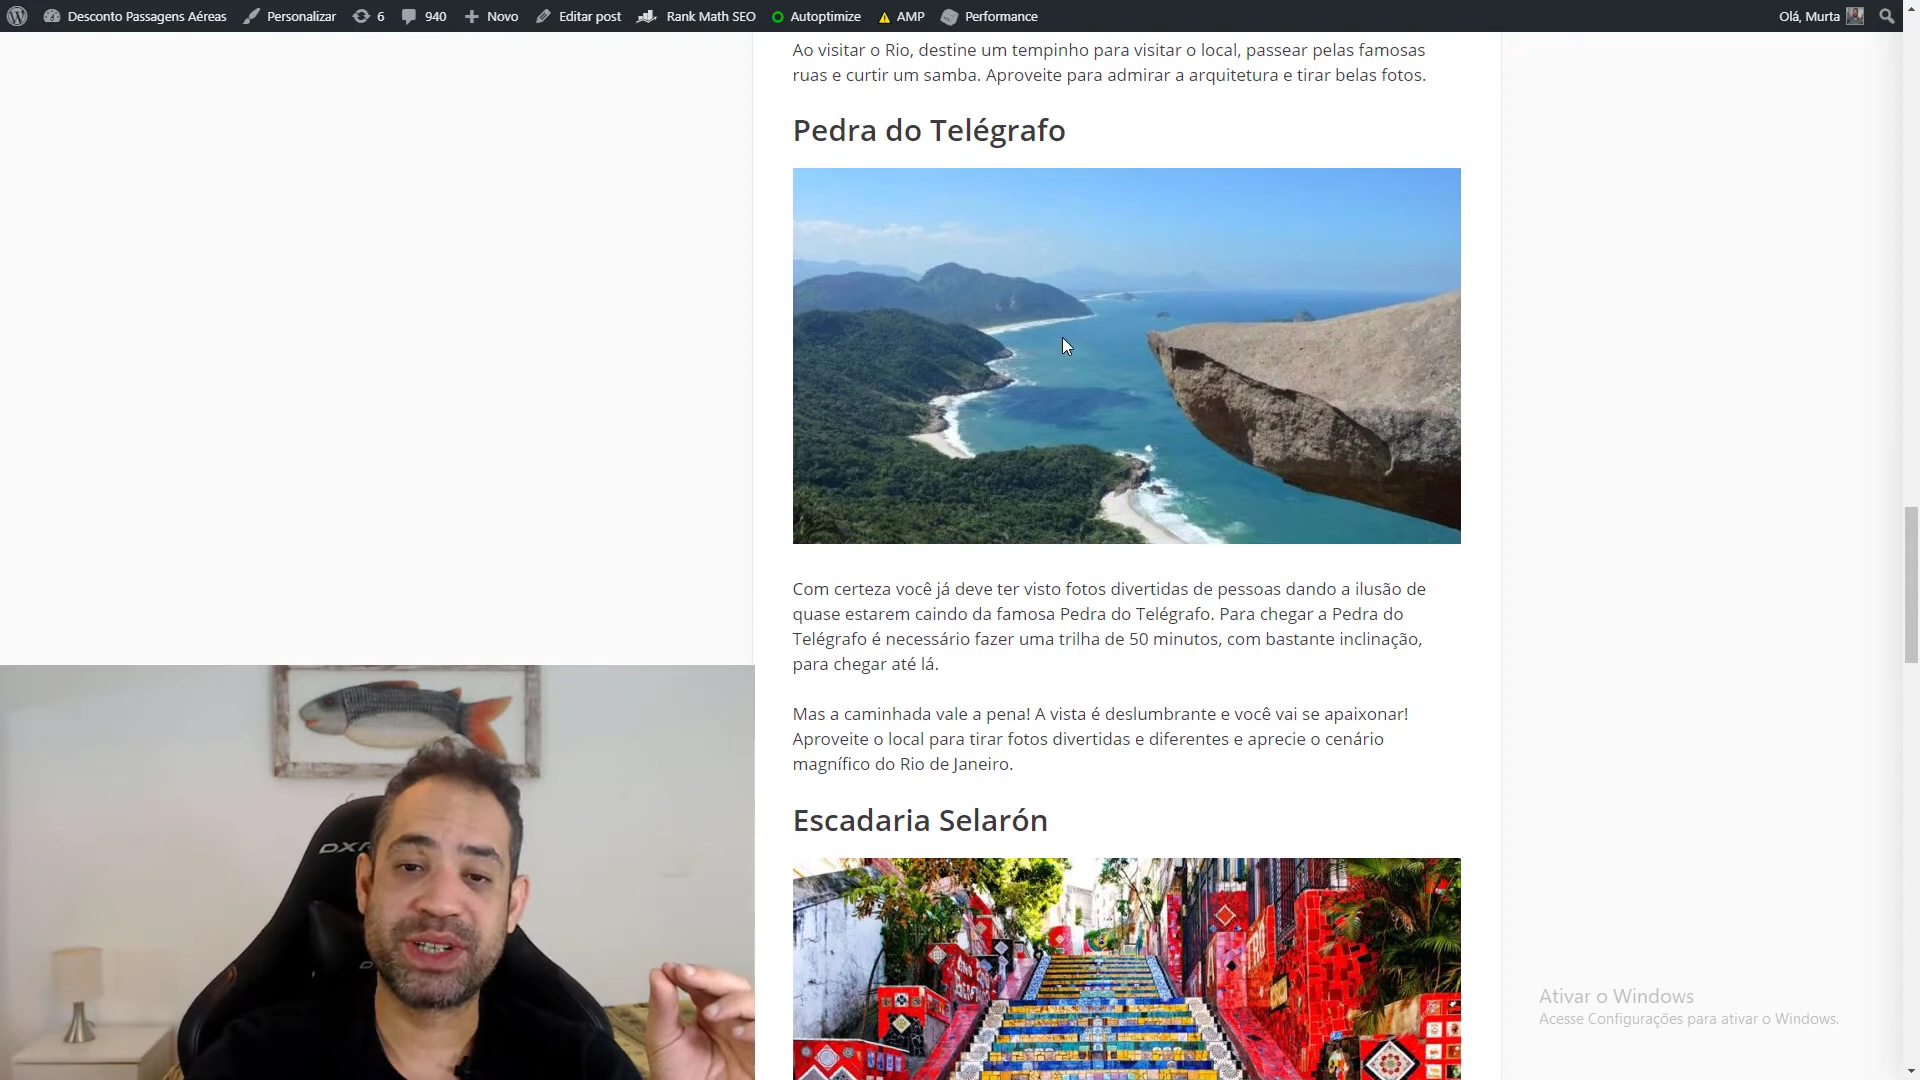 Desconto Passagens Aéreas Personalizar 6 940 Novo Editar post Rank Math SEO Autoptimize AMP Performance Olá, Murta
Ao visitar o Rio, destine um tempinho para visitar o local, passear pelas famosas
ruas e curtir um samba. Aproveite para admirar a arquitetura e tirar belas fotos.
Pedra do Telégrafo
Com certeza você já deve ter visto fotos divertidas de pessoas dando a ilusão de
quase estarem caindo da famosa Pedra do Telégrafo. Para chegar a Pedra do
Telégrafo é necessário fazer uma trilha de 50 minutos, com bastante inclinação,
para chegar até lá.
Mas a caminhada vale a pena! A vista é deslumbrante e você vai se apaixonar!
Aproveite o local para tirar fotos divertidas e diferentes e aprecie o cenário
magnífico do Rio de Janeiro.
Escadaria Selarón
Ativar o Windows
Acesse Configurações para ativar o Windows.